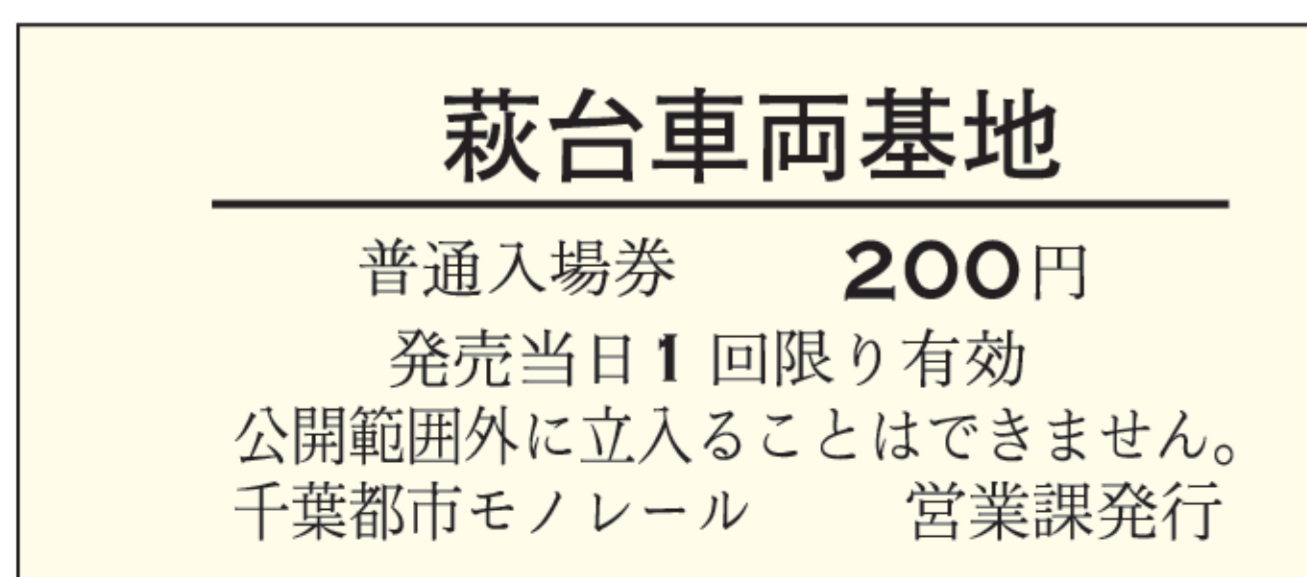 萩台車両基地
普通入場券 200円
発売当日1回限り有効
公開範囲外に立入ることはできません。
千葉都市モノレール 営業課発行